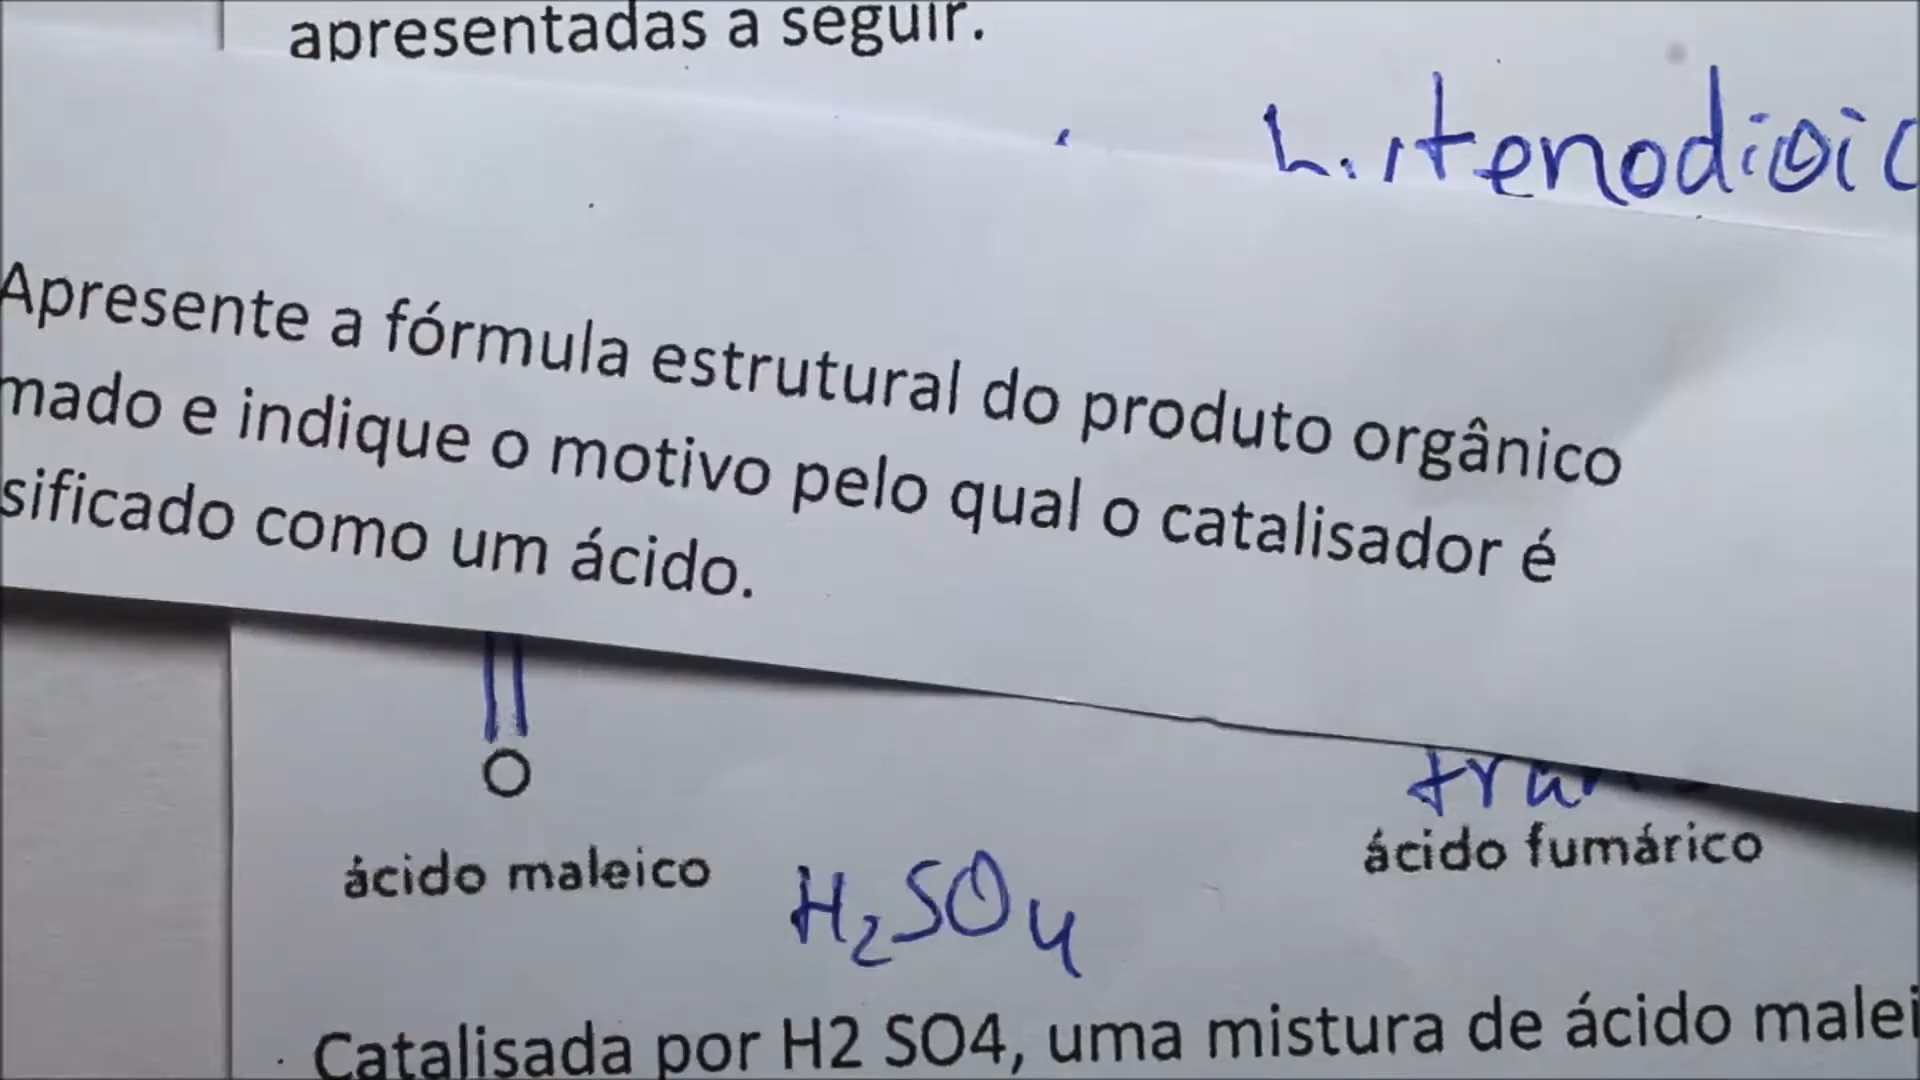 apresentadas a seguir.
Apresente a fórmula estrutural do produto orgânico
mado e indique o motivo pelo qual o catalisador é
sificado como um ácido.
O
ácido maleico
ácido fumárico
H2SO4
Catalisada por H2 SO4, uma mistura de ácido malei